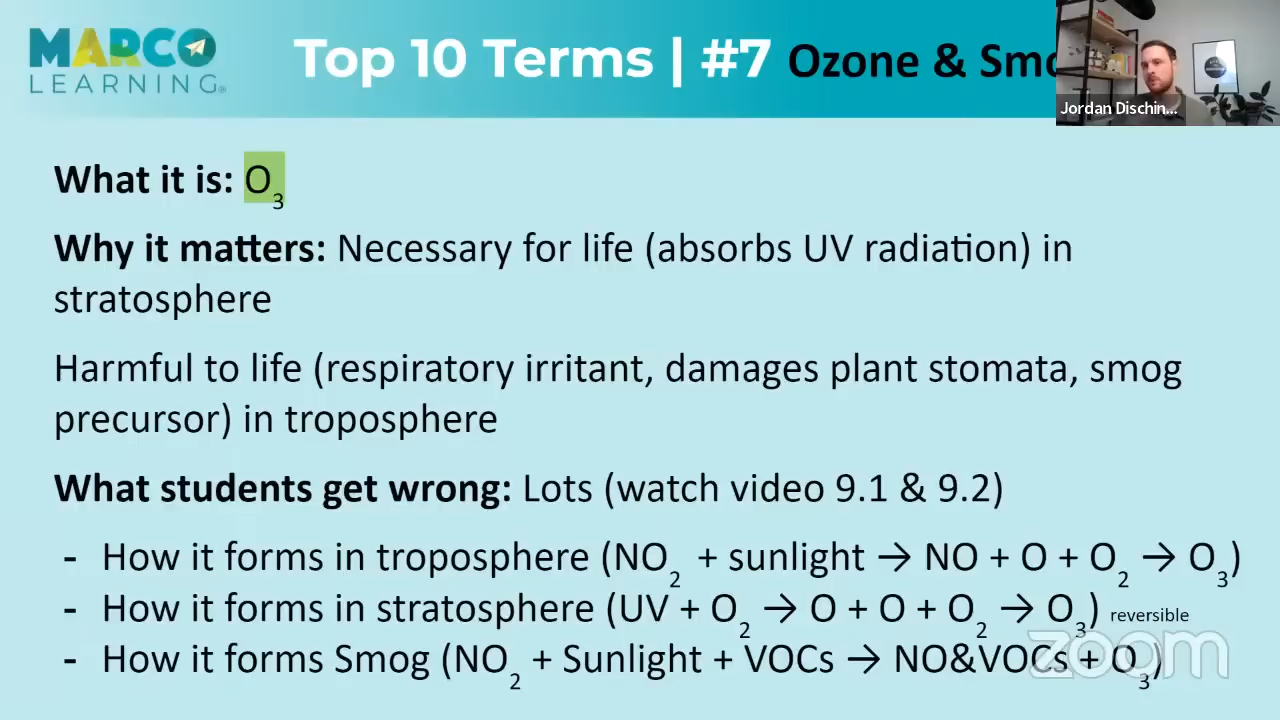 MARCO
LEARNING®
Top 10 Terms | #7 Ozone & Smo
Jordan Dischin...
What it is: O₃
Why it matters: Necessary for life (absorbs UV radiation) in
stratosphere
Harmful to life (respiratory irritant, damages plant stomata, smog
precursor) in troposphere
What students get wrong: Lots (watch video 9.1 & 9.2)
- How it forms in troposphere (NO₂ + sunlight → NO + O + O₂ → O₃)
- How it forms in stratosphere (UV + O₂ → O + O + O₂ → O₃) reversible
- How it forms Smog (NO₂ + Sunlight + VOCs → NO&VOCs + O₃)
zoom